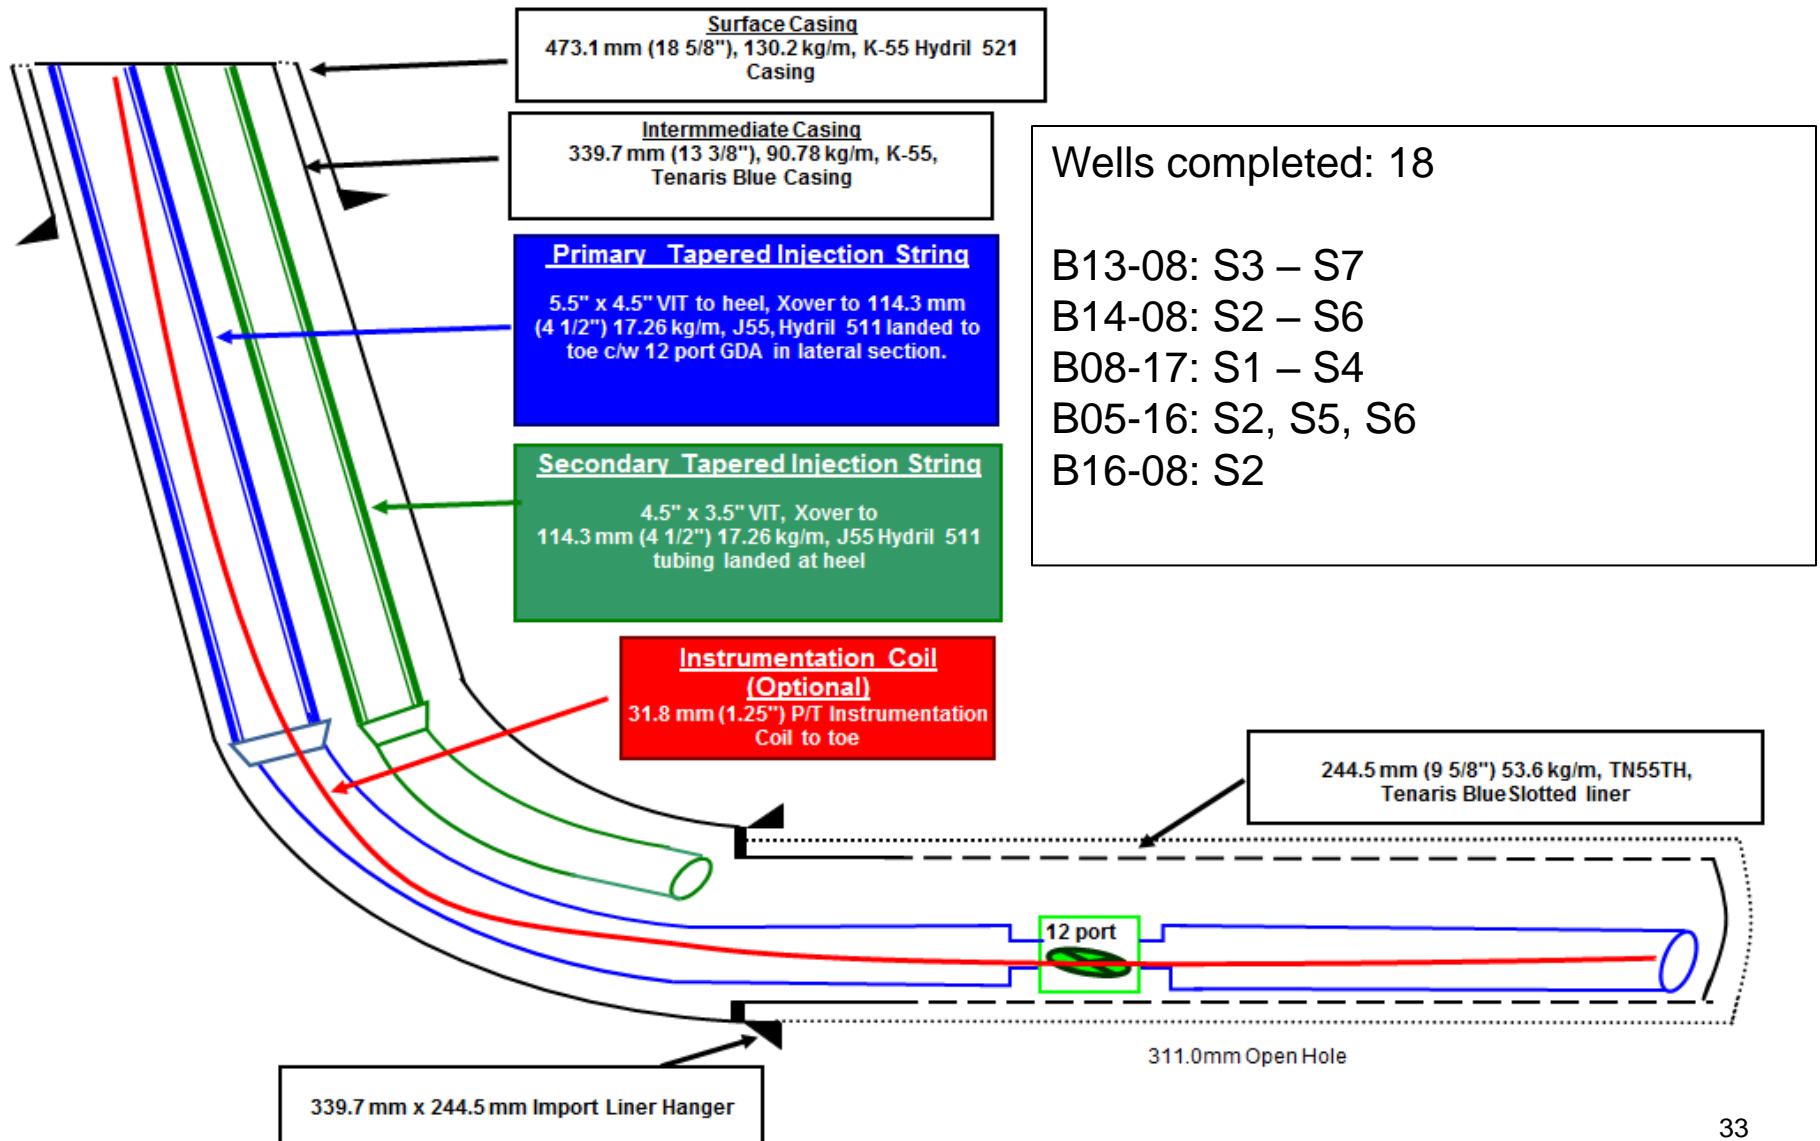 Surface Casing
473.1 mm (18 5/8"), 130.2 kg/m, K-55 Hydril 521
Casing
Intermmediate Casing
339.7 mm (13 3/8"), 90.78 kg/m, K-55,
Tenaris Blue Casing
Primary Tapered Injection String
5.5" x 4.5" VIT to heel, Xover to 114.3 mm
(4 1/2") 17.26 kg/m, J55, Hydril 511 landed to
toe c/w 12 port GDA in lateral section.
Secondary Tapered Injection String
4.5" x 3.5" VIT, Xover to
114.3 mm (4 1/2") 17.26 kg/m, J55 Hydril 511
tubing landed at heel
Instrumentation Coil
(Optional)
31.8 mm (1.25") P/T Instrumentation
Coil to toe
Wells completed: 18
B13-08: S3 – S7
B14-08: S2 – S6
B08-17: S1 – S4
B05-16: S2, S5, S6
B16-08: S2
244.5 mm (9 5/8") 53.6 kg/m, TN55TH,
Tenaris Blue Slotted liner
12 port
311.0mm Open Hole
339.7 mm x 244.5 mm Import Liner Hanger
33